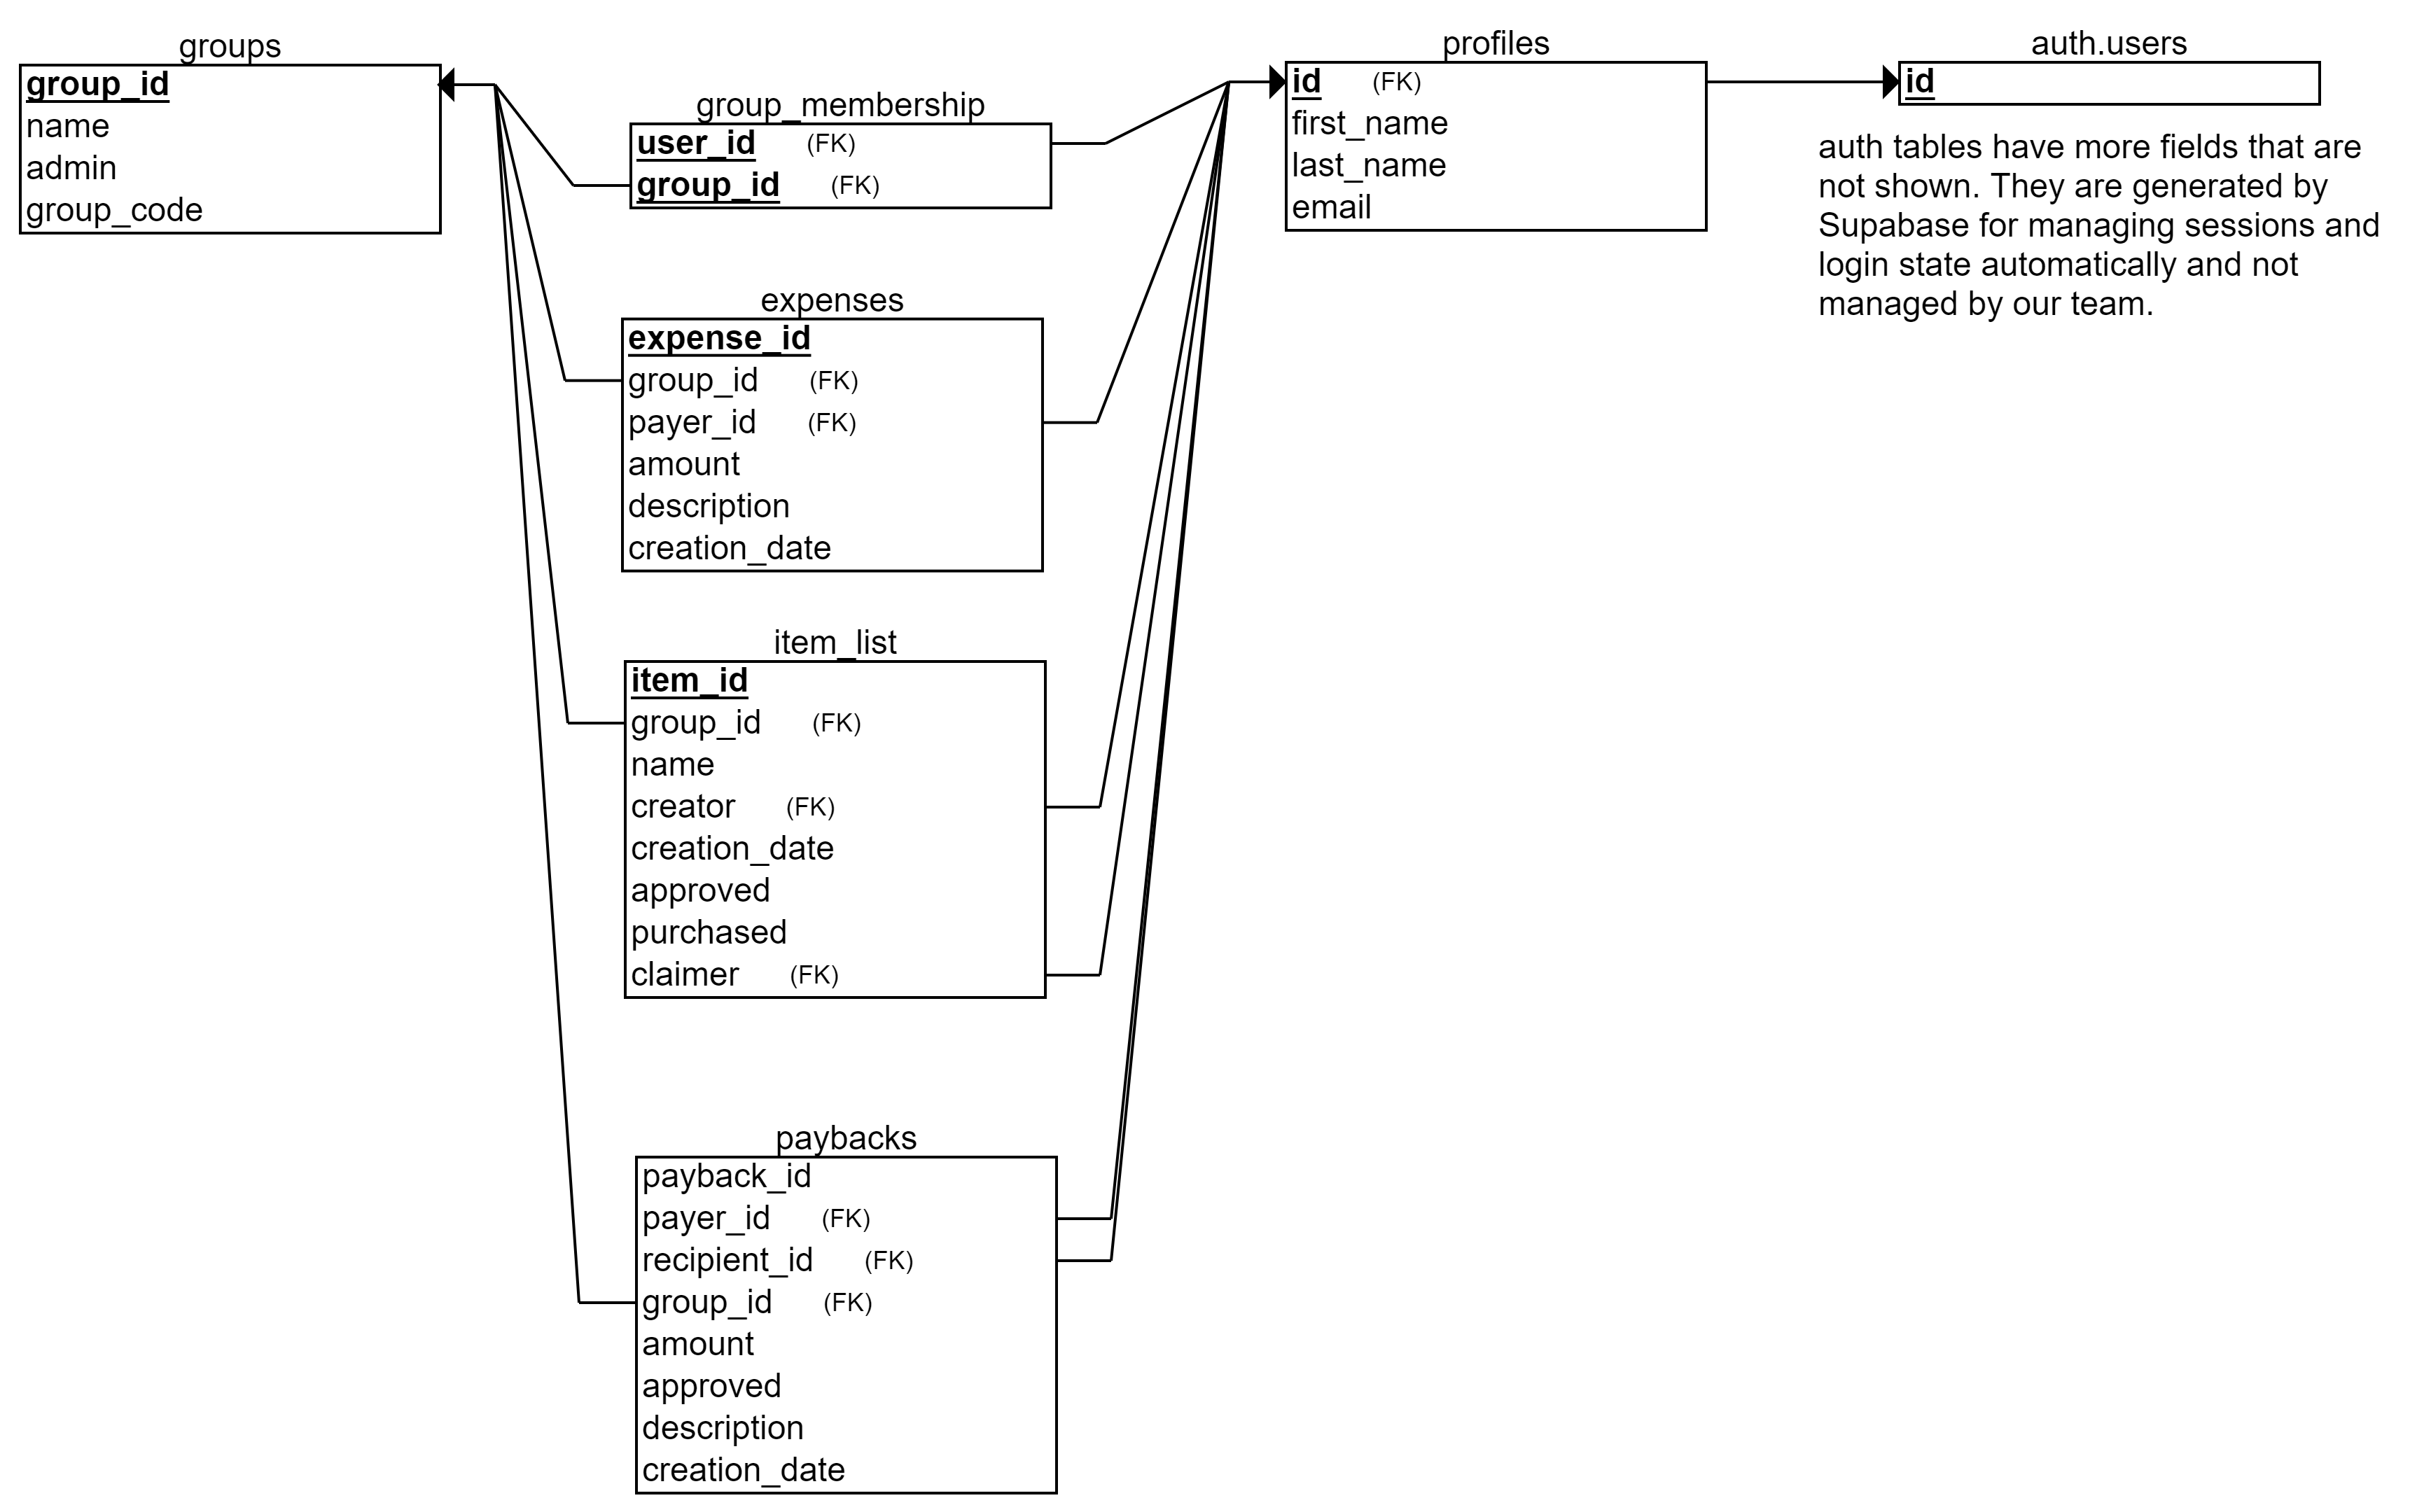 groups
group_id
name
admin
group_code
group_membership
user_id (FK)
group_id (FK)
expenses
expense_id
group_id (FK)
payer_id (FK)
amount
description
creation_date
item_list
item_id
group_id (FK)
name
creator (FK)
creation_date
approved
purchased
claimer (FK)
paybacks
payback_id
payer_id (FK)
recipient_id (FK)
group_id (FK)
amount
approved
description
creation_date
profiles
id (FK)
first_name
last_name
email
auth.users
id
auth tables have more fields that are
not shown. They are generated by
Supabase for managing sessions and
login state automatically and not
managed by our team.